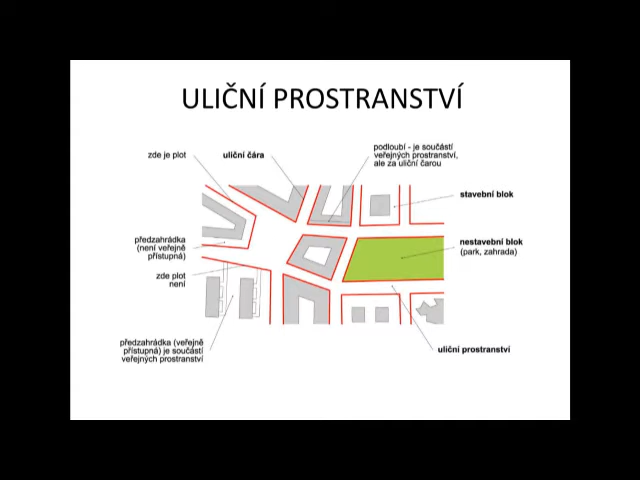 ULIČNÍ PROSTRANSTVÍ
zde je plot
uliční čára
podloubí - je součástí
veřejných prostranství,
ale za uliční čarou
stavební blok
předzahrádka
(není veřejně
přístupná)
nestavební blok
(park, zahrada)
zde plot
není
předzahrádka (veřejně
přístupná) je součástí
veřejných prostranství
uliční prostranství